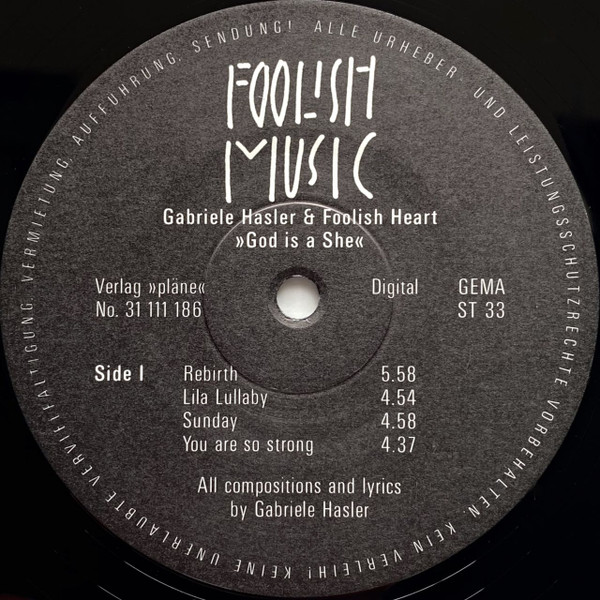 FOOLISH
MUSIC
Gabriele Hasler & Foolish Heart
»God is a She«
Verlag »pläne« Digital GEMA
No. 31 111 186 ST 33
Side I Rebirth 5.58
Lila Lullaby 4.54
Sunday 4.58
You are so strong 4.37
All compositions and lyrics
by Gabriele Hasler
ALLE URHEBER- UND LEISTUNGSSCHUTZRECHTE VORBEHALTEN. KEIN VERLEIH! KEINE UNERLAUBTE VERVIELFÄLTIGUNG, VERMIETUNG, AUFFÜHRUNG, SENDUNG!